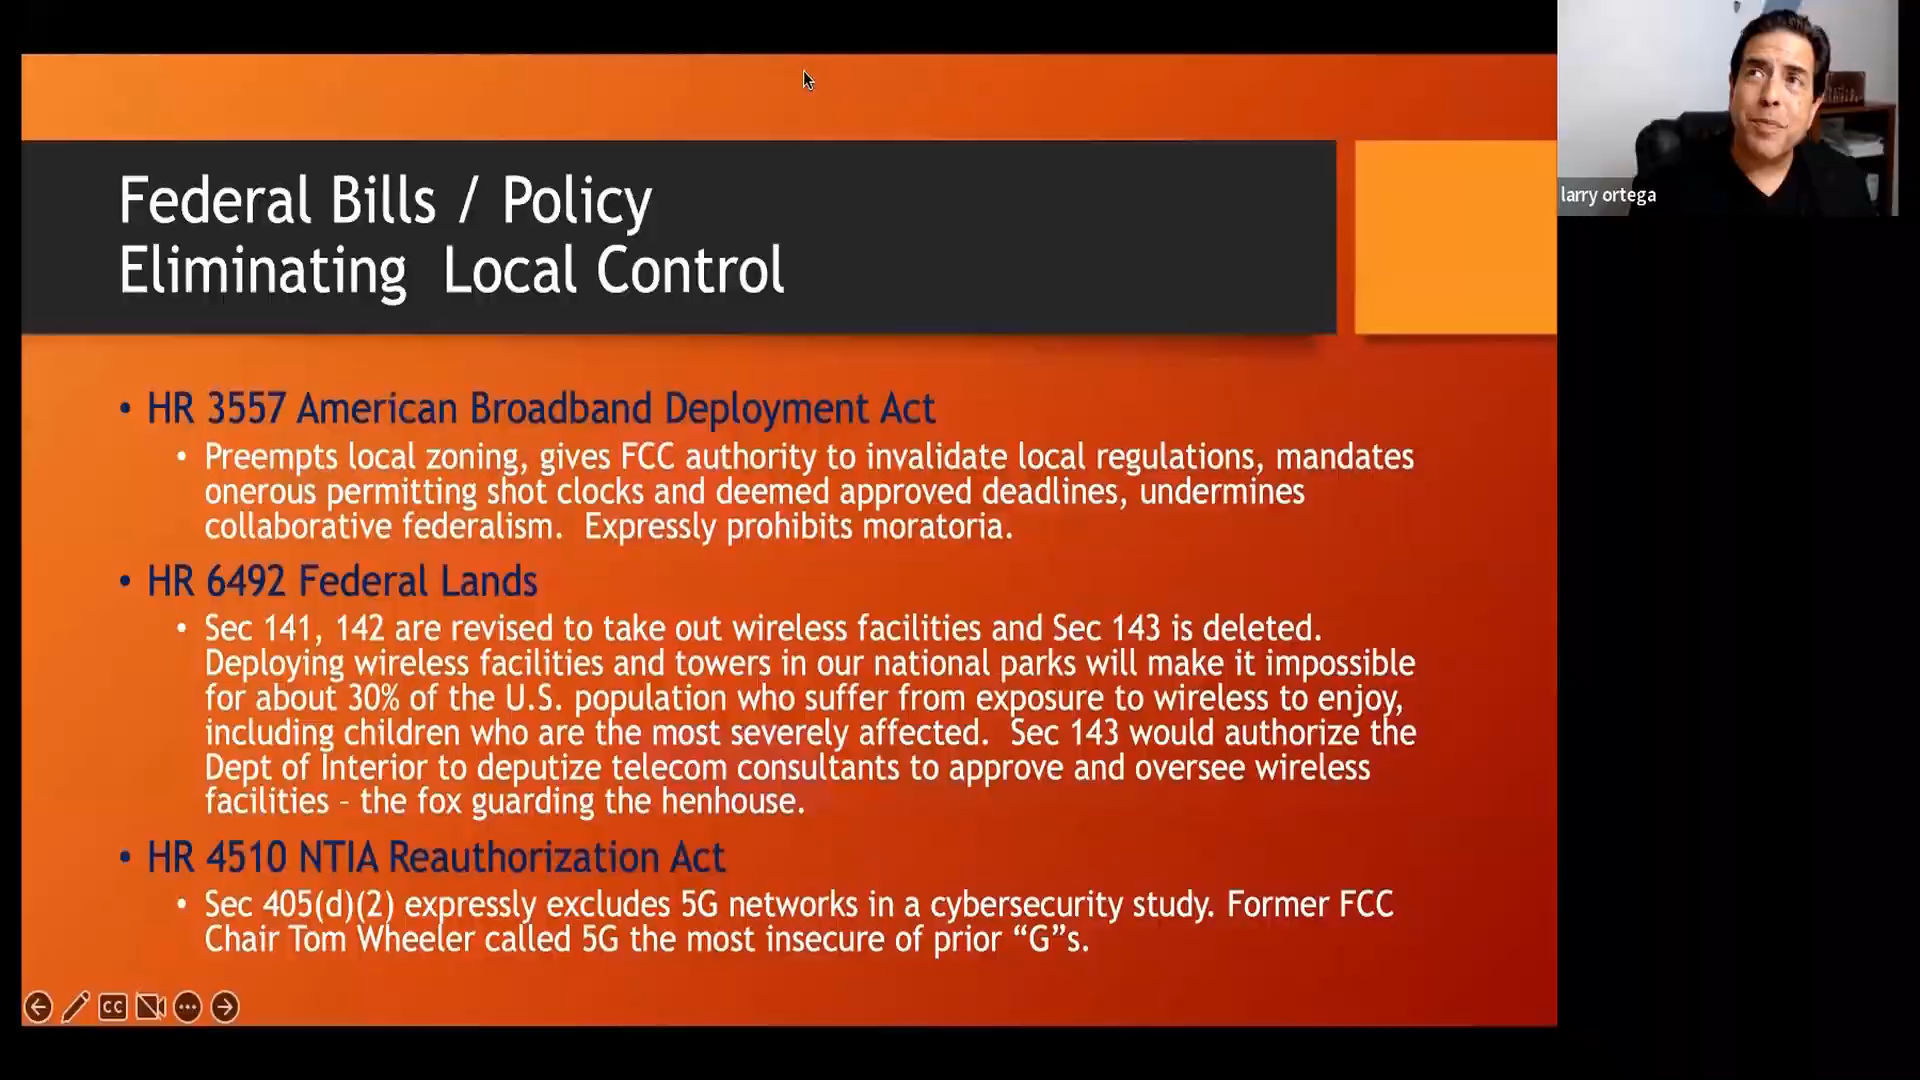 Federal Bills / Policy
Eliminating Local Control
• HR 3557 American Broadband Deployment Act
• Preempts local zoning, gives FCC authority to invalidate local regulations, mandates
onerous permitting shot clocks and deemed approved deadlines, undermines
collaborative federalism. Expressly prohibits moratoria.
• HR 6492 Federal Lands
• Sec 141, 142 are revised to take out wireless facilities and Sec 143 is deleted.
Deploying wireless facilities and towers in our national parks will make it impossible
for about 30% of the U.S. population who suffer from exposure to wireless to enjoy,
including children who are the most severely affected. Sec 143 would authorize the
Dept of Interior to deputize telecom consultants to approve and oversee wireless
facilities – the fox guarding the henhouse.
• HR 4510 NTIA Reauthorization Act
• Sec 405(d)(2) expressly excludes 5G networks in a cybersecurity study. Former FCC
Chair Tom Wheeler called 5G the most insecure of prior “G”s.
CC
larry ortega